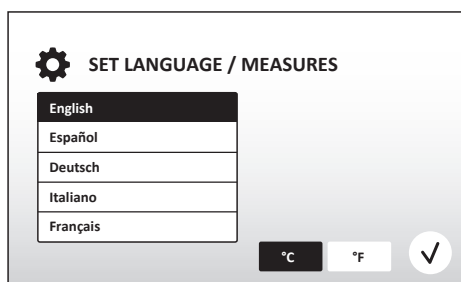 SET LANGUAGE / MEASURES
English
Español
Deutsch
Italiano
Français
°C °F